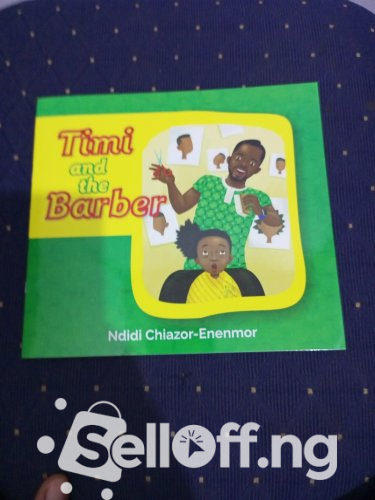 Timi
and
the
Barber
Ndidi Chiazor-Enenmor
SellOff.ng